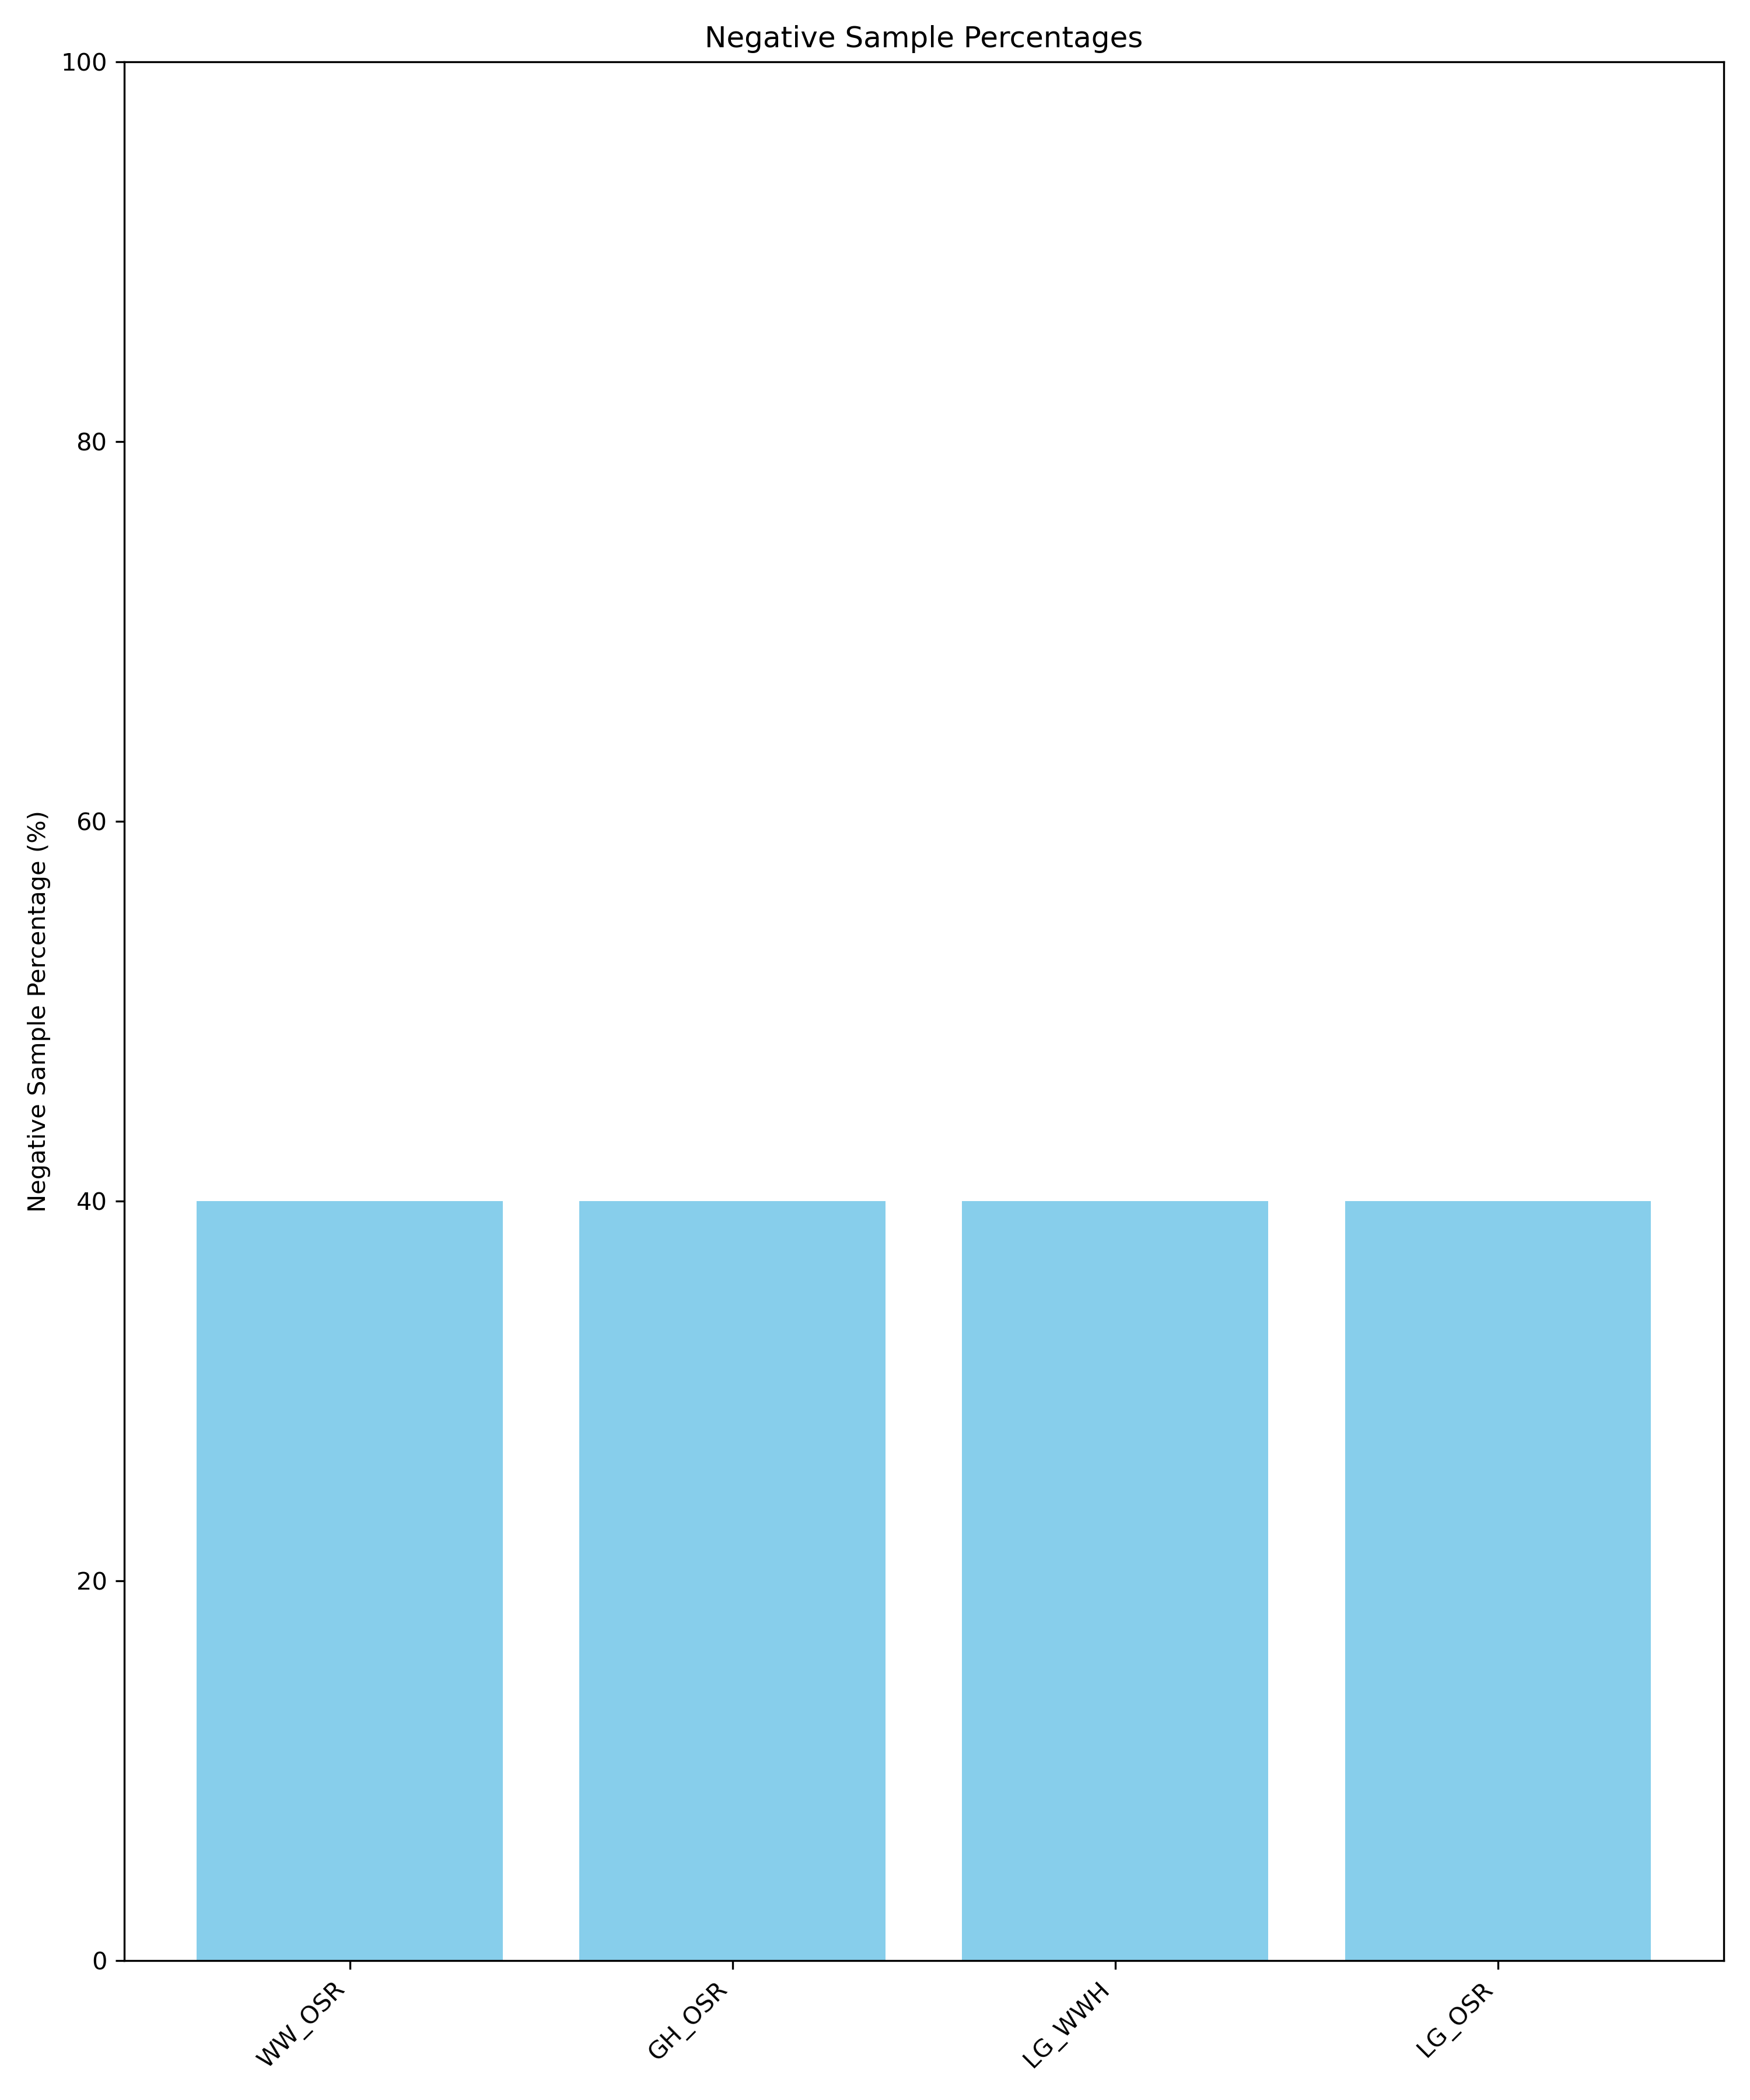 Negative Sample Percentages
Negative Sample Percentage (%)
100
80
60
40
20
0
WW_OSR
GH_OSR
LG_WWH
LG_OSR